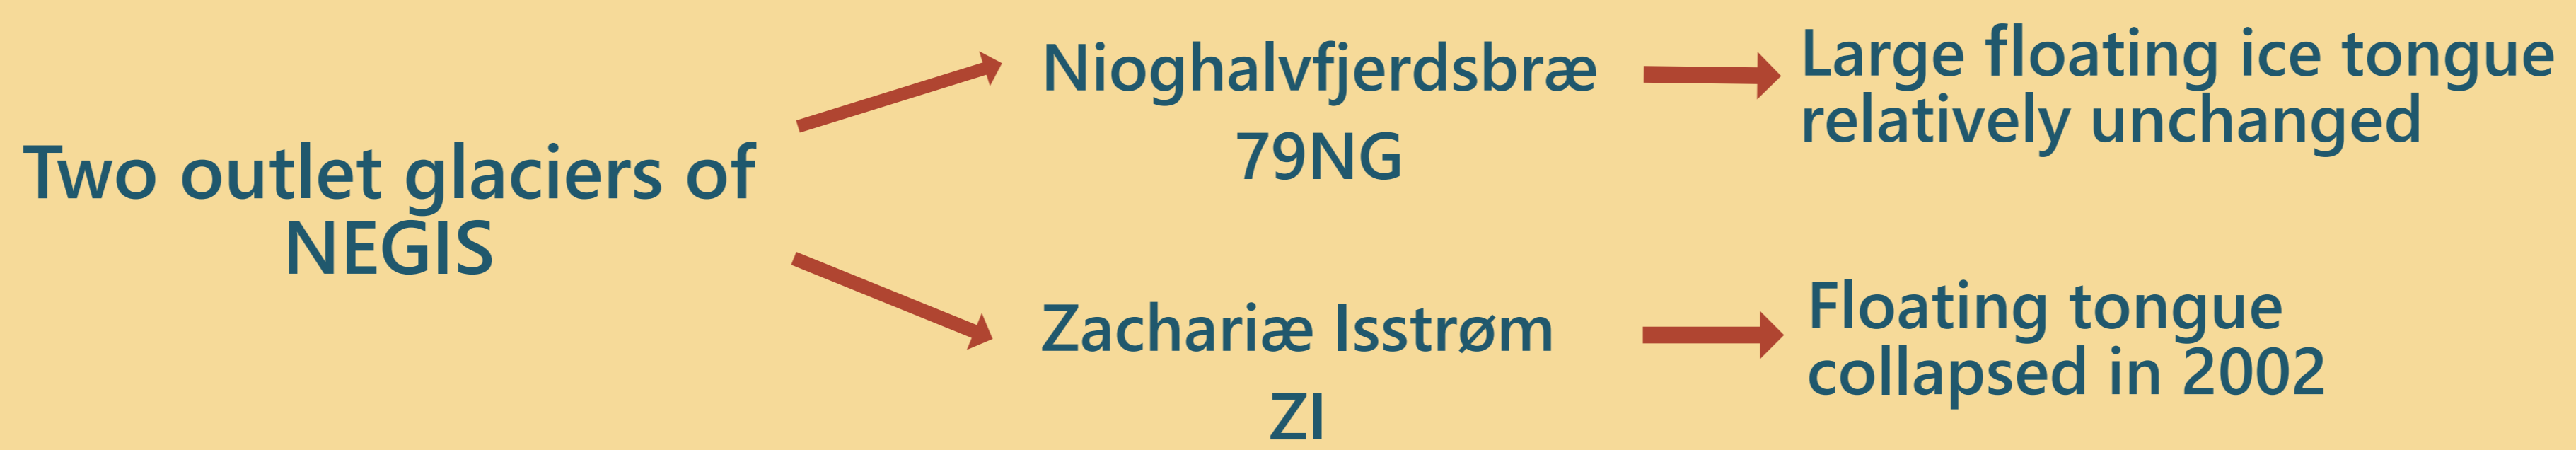 Two outlet glaciers of
NEGIS
Nioghalvfjerdsbræ
79NG
Large floating ice tongue
relatively unchanged
Zachariæ Isstrøm
ZI
Floating tongue
collapsed in 2002